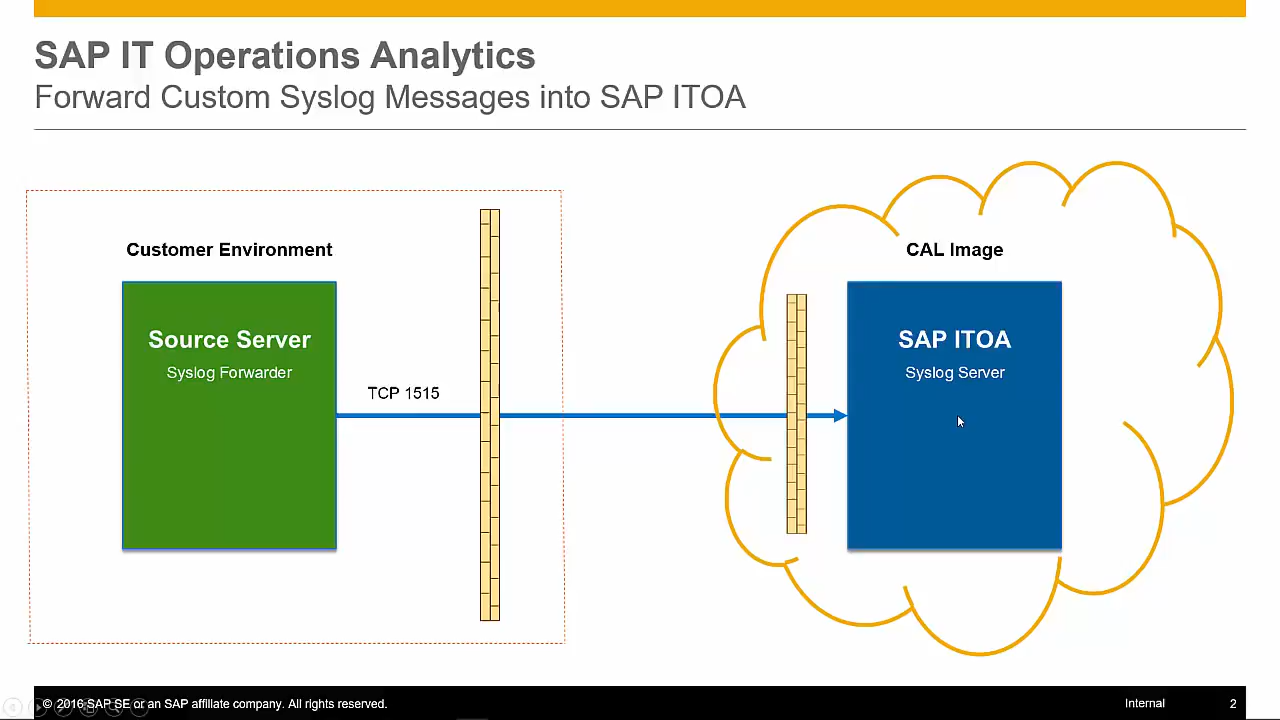 SAP IT Operations Analytics
Forward Custom Syslog Messages into SAP ITOA
Customer Environment
CAL Image
Source Server
Syslog Forwarder
SAP ITOA
Syslog Server
TCP 1515
© 2016 SAP SE or an SAP affiliate company. All rights reserved.
Internal
2